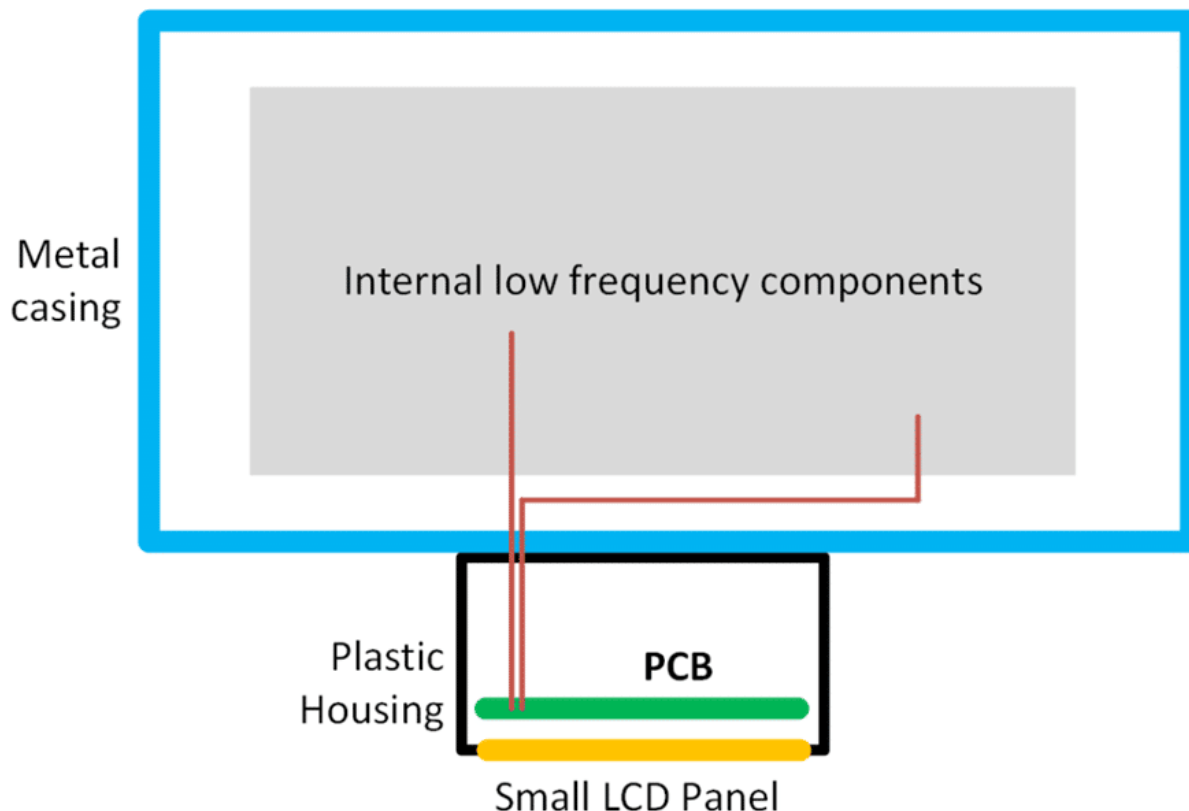 Internal low frequency components
Metal
casing
Plastic
Housing
PCB
Small LCD Panel